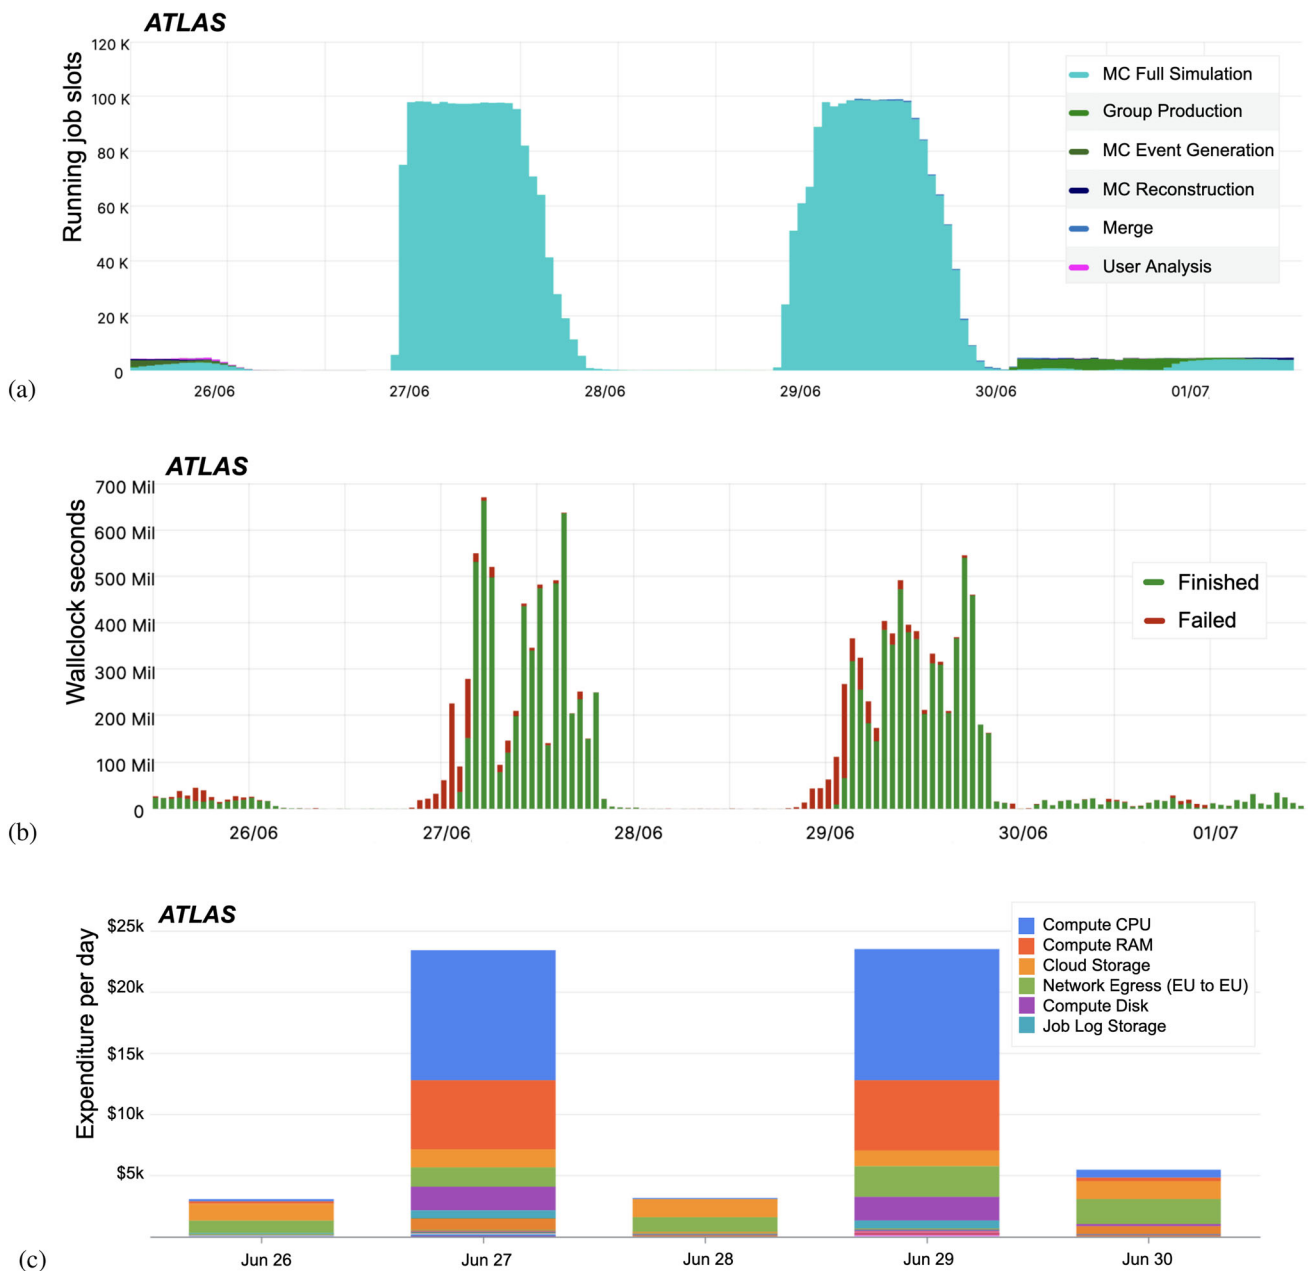 ATLAS
Running job slots
120 K
100 K
80 K
60 K
40 K
20 K
0
MC Full Simulation
Group Production
MC Event Generation
MC Reconstruction
Merge
User Analysis
26/06 27/06 28/06 29/06 30/06 01/07
(a)
ATLAS
Wallclock seconds
700 Mil
600 Mil
500 Mil
400 Mil
300 Mil
200 Mil
100 Mil
0
Finished
Failed
26/06 27/06 28/06 29/06 30/06 01/07
(b)
ATLAS
Expenditure per day
$25k
$20k
$15k
$10k
$5k
Compute CPU
Compute RAM
Cloud Storage
Network Egress (EU to EU)
Compute Disk
Job Log Storage
Jun 26 Jun 27 Jun 28 Jun 29 Jun 30
(c)